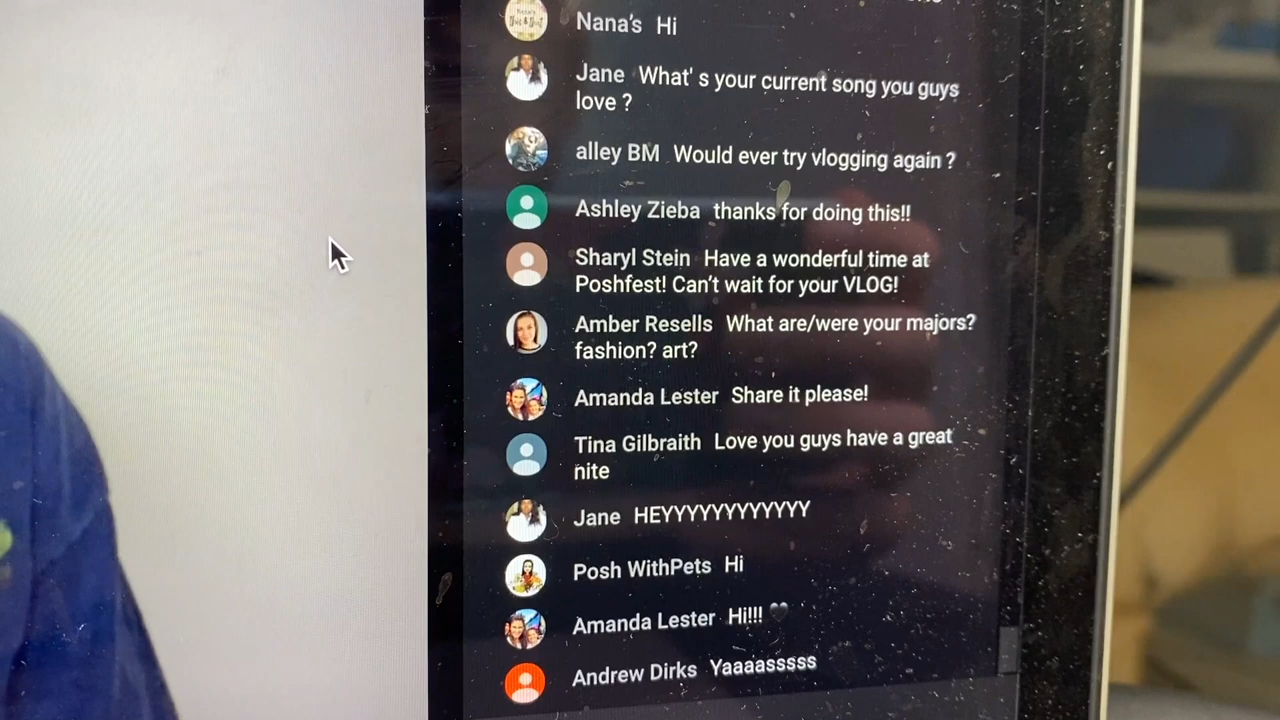 Nana's Hi
Jane What' s your current song you guys
love ?
alley BM Would ever try vlogging again ?
Ashley Zieba thanks for doing this!!
Sharyl Stein Have a wonderful time at
Poshfest! Can't wait for your VLOG!
Amber Resells What are/were your majors?
fashion? art?
Amanda Lester Share it please!
Tina Gilbraith Love you guys have a great
nite
Jane HEYYYYYYYYYYYY
Posh WithPets Hi
Amanda Lester Hi!!! 🖤
Andrew Dirks Yaaaasssss